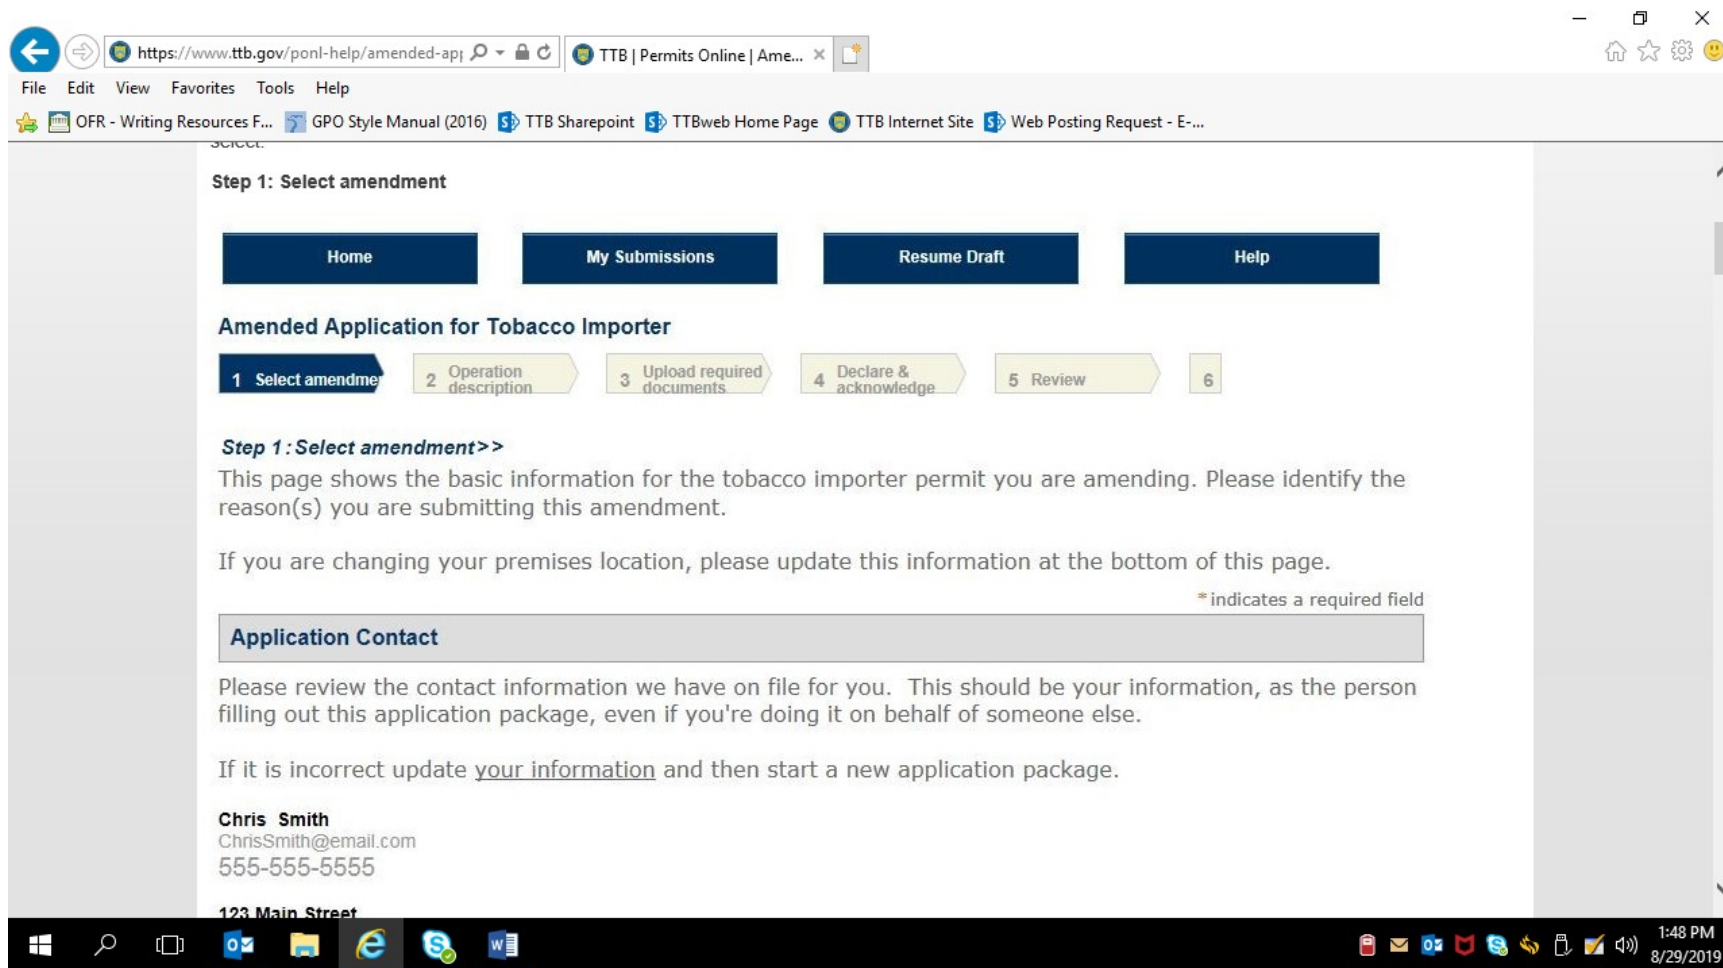 https://www.ttb.gov/ponl-help/amended-ap
TTB | Permits Online | Ame...
File Edit View Favorites Tools Help
OFR - Writing Resources F... GPO Style Manual (2016) TTB Sharepoint TTBweb Home Page TTB Internet Site Web Posting Request - E-...
select.
Step 1: Select amendment
Home My Submissions Resume Draft Help
Amended Application for Tobacco Importer
1 Select amendme 2 Operation description 3 Upload required documents 4 Declare & acknowledge 5 Review 6
Step 1: Select amendment>>
This page shows the basic information for the tobacco importer permit you are amending. Please identify the
reason(s) you are submitting this amendment.
If you are changing your premises location, please update this information at the bottom of this page.
* indicates a required field
Application Contact
Please review the contact information we have on file for you. This should be your information, as the person
filling out this application package, even if you're doing it on behalf of someone else.
If it is incorrect update your information and then start a new application package.
Chris Smith
ChrisSmith@email.com
555-555-5555
123 Main Street
1:48 PM
8/29/2019